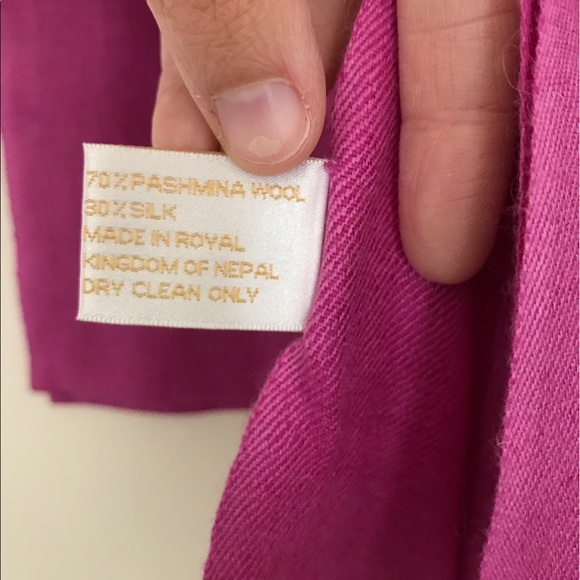 70% PASHMINA WOOL
30% SILK
MADE IN ROYAL
KINGDOM OF NEPAL
DRY CLEAN ONLY